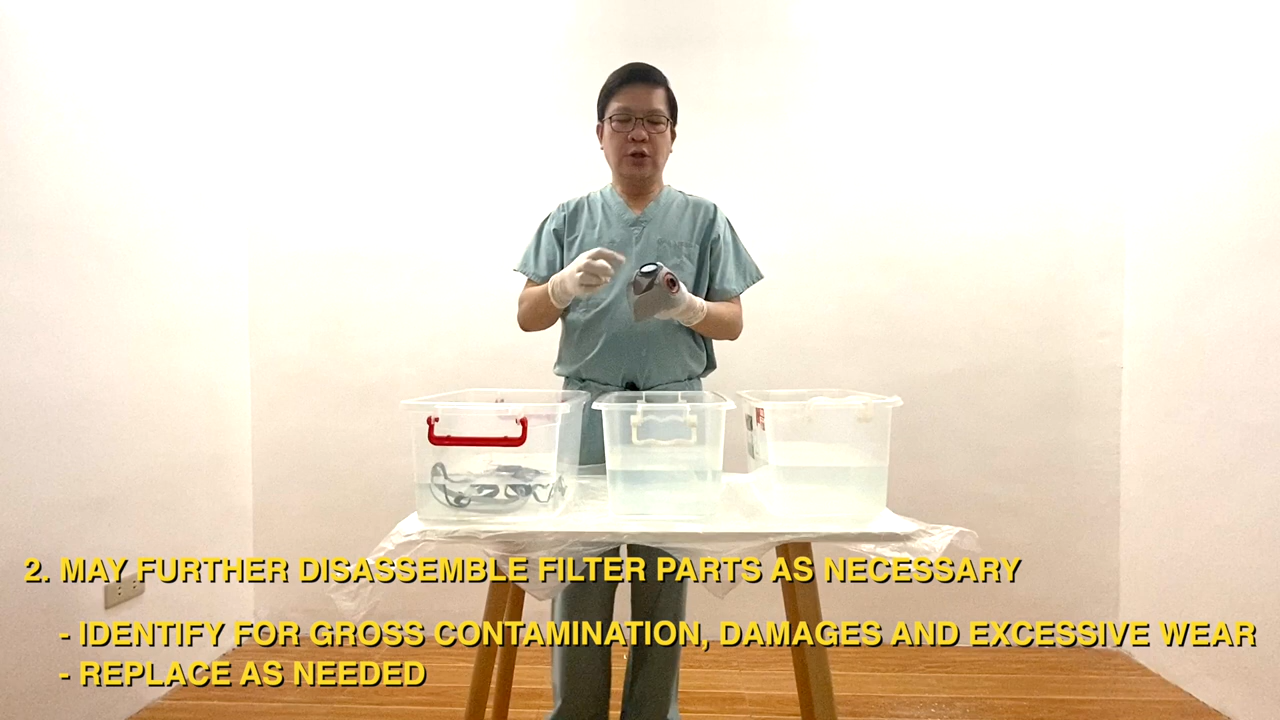 2. MAY FURTHER DISASSEMBLE FILTER PARTS AS NECESSARY
- IDENTIFY FOR GROSS CONTAMINATION, DAMAGES AND EXCESSIVE WEAR
- REPLACE AS NEEDED